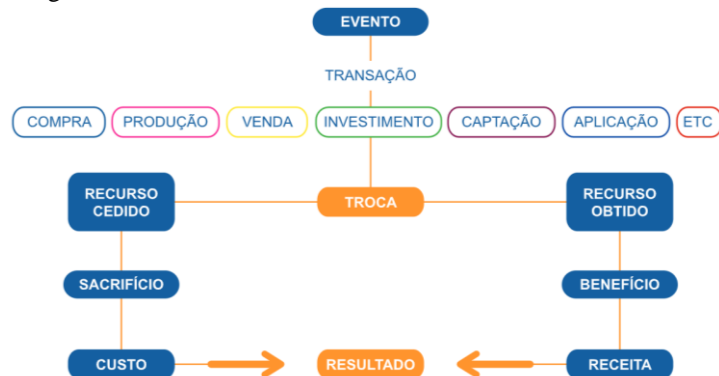 EVENTO
TRANSAÇÃO
COMPRA PRODUÇÃO VENDA INVESTIMENTO CAPTAÇÃO APLICAÇÃO ETC
RECURSO
CEDIDO
TROCA
RECURSO
OBTIDO
SACRIFÍCIO
BENEFÍCIO
CUSTO
RESULTADO
RECEITA